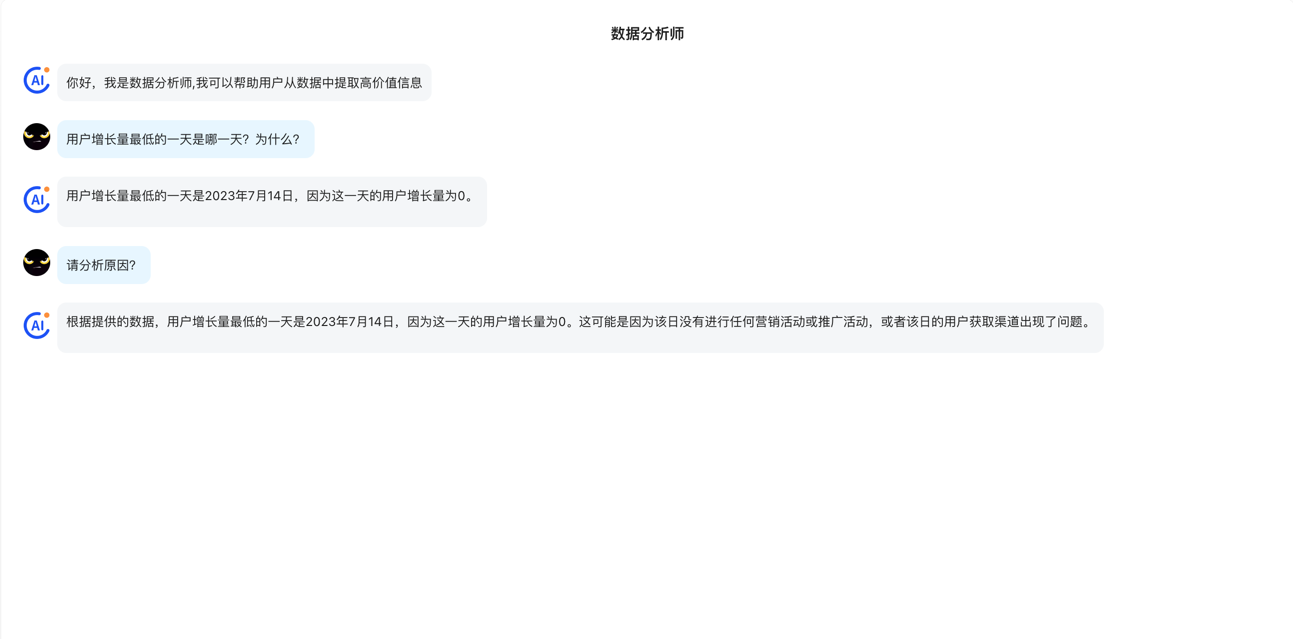 数据分析师
AI
你好，我是数据分析师,我可以帮助用户从数据中提取高价值信息
用户增长量最低的一天是哪一天？为什么？
AI
用户增长量最低的一天是2023年7月14日，因为这一天的用户增长量为0。
请分析原因？
AI
根据提供的数据，用户增长量最低的一天是2023年7月14日，因为这一天的用户增长量为0。这可能是因为该日没有进行任何营销活动或推广活动，或者该日的用户获取渠道出现了问题。